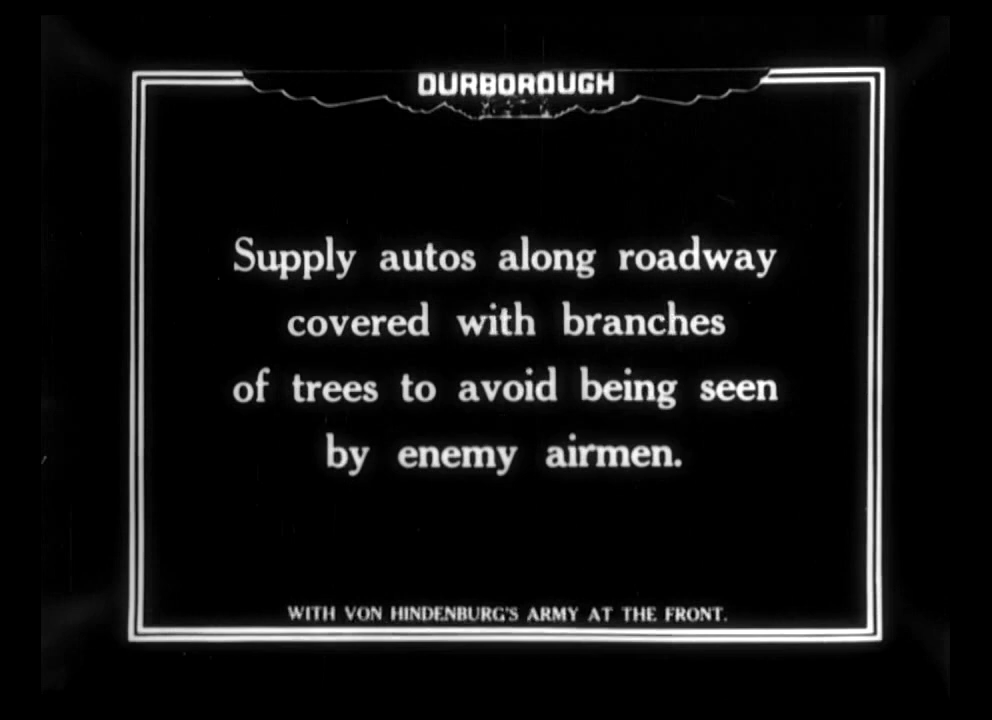 DURBOROUGH
Supply autos along roadway
covered with branches
of trees to avoid being seen
by enemy airmen.
WITH VON HINDENBURG'S ARMY AT THE FRONT.